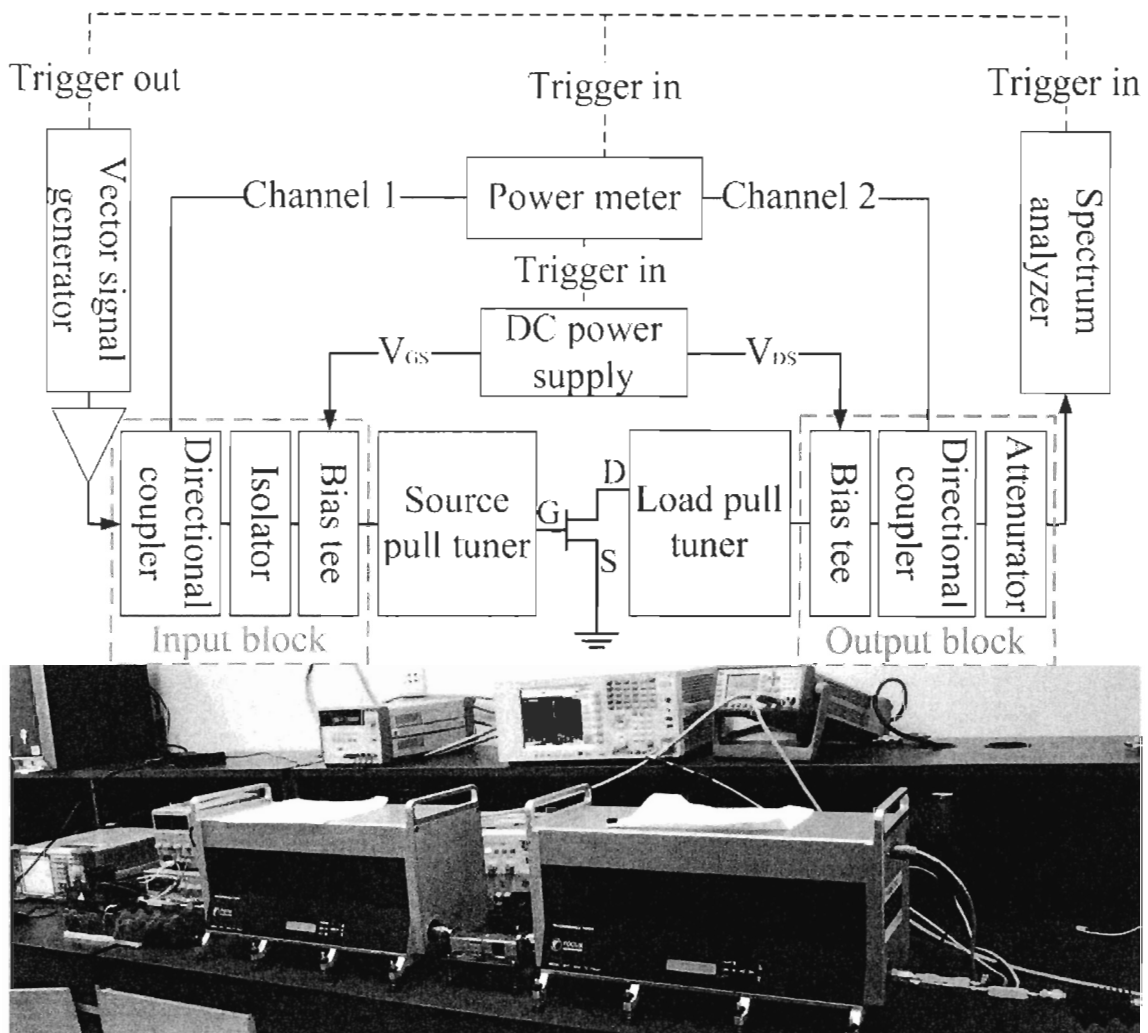 Trigger out
Trigger in
Trigger in
Vector signal
generator
Channel 1
Power meter
Channel 2
Spectrum
analyzer
Trigger in
DC power
supply
VGS
VDS
Directional
coupler
Isolator
Bias tee
Source
pull tuner
G
D
S
Load pull
tuner
Bias tee
Directional
coupler
Attenurator
Input block
Output block
FOCUS